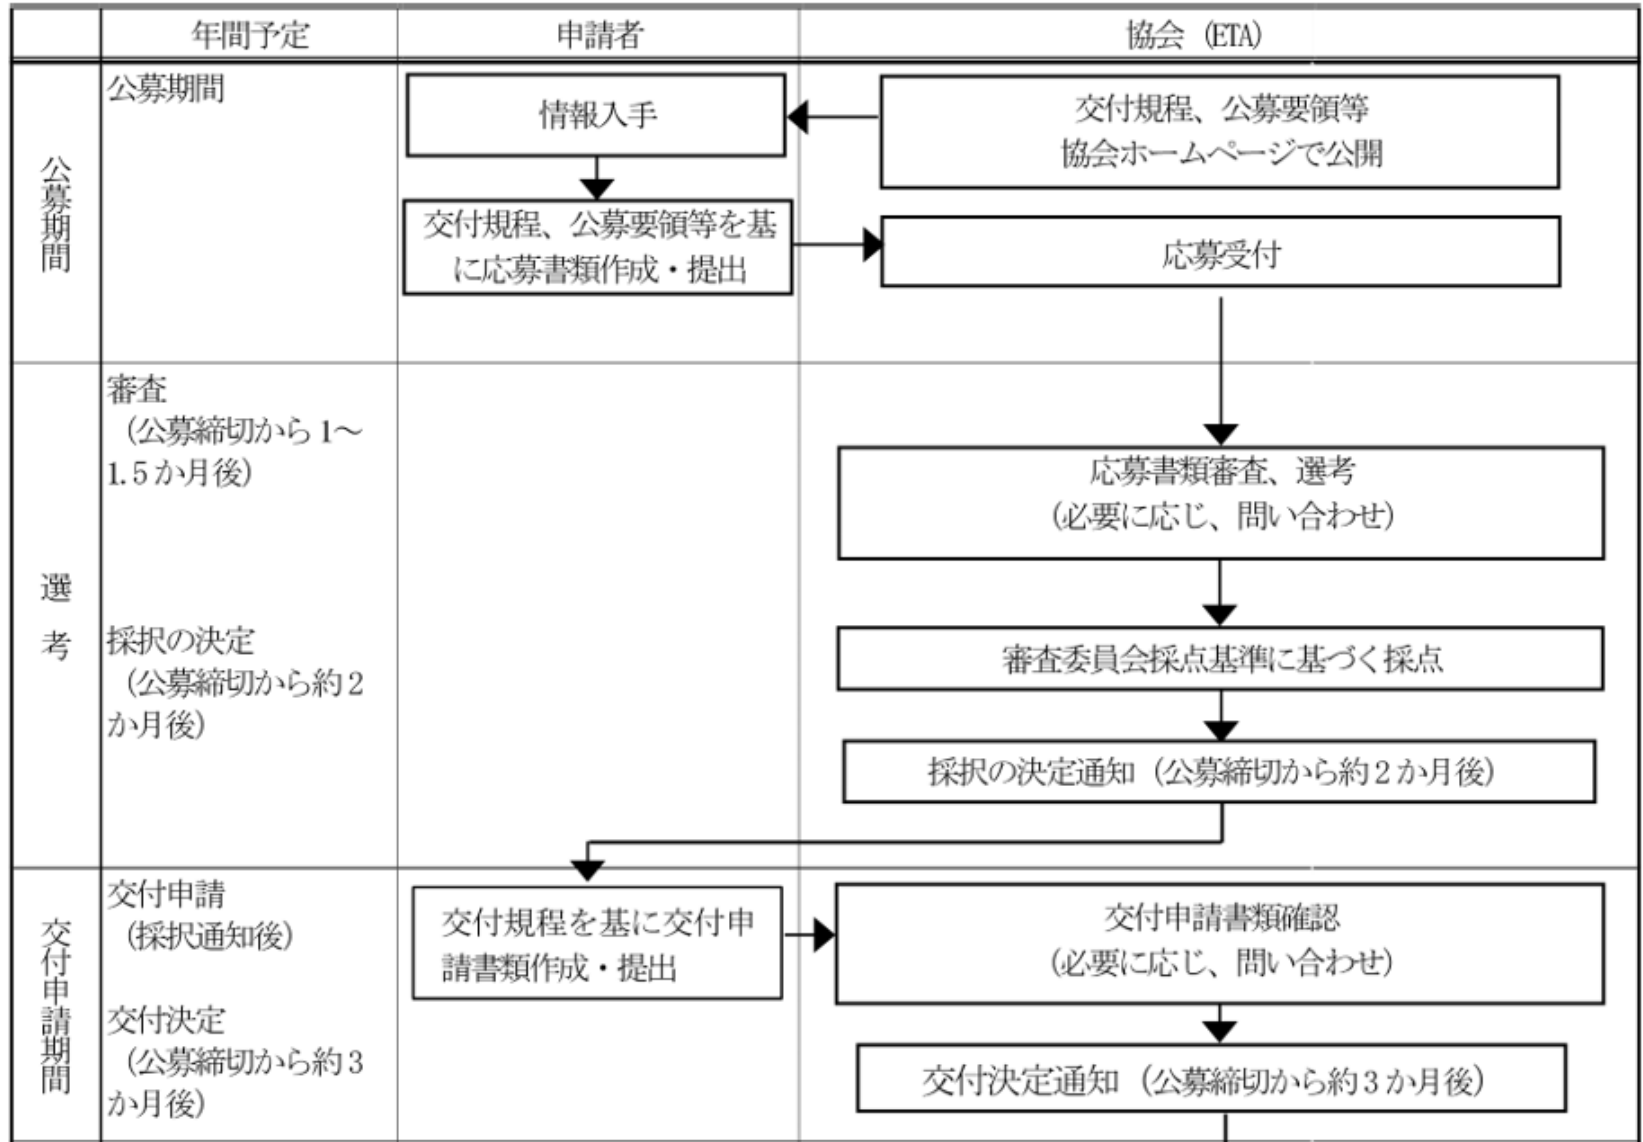 年間予定
申請者
協会（ETA）
公募期間
公募期間
情報入手
交付規程、公募要領等
協会ホームページで公開
交付規程、公募要領等を基
に応募書類作成・提出
応募受付
選考
審査
（公募締切から1～
1.5か月後）
応募書類審査、選考
（必要に応じ、問い合わせ）
採択の決定
（公募締切から約2
か月後）
審査委員会採点基準に基づく採点
採択の決定通知（公募締切から約2か月後）
交付申請期間
交付申請
（採択通知後）
交付規程を基に交付申
請書類作成・提出
交付申請書類確認
（必要に応じ、問い合わせ）
交付決定
（公募締切から約3
か月後）
交付決定通知（公募締切から約3か月後）